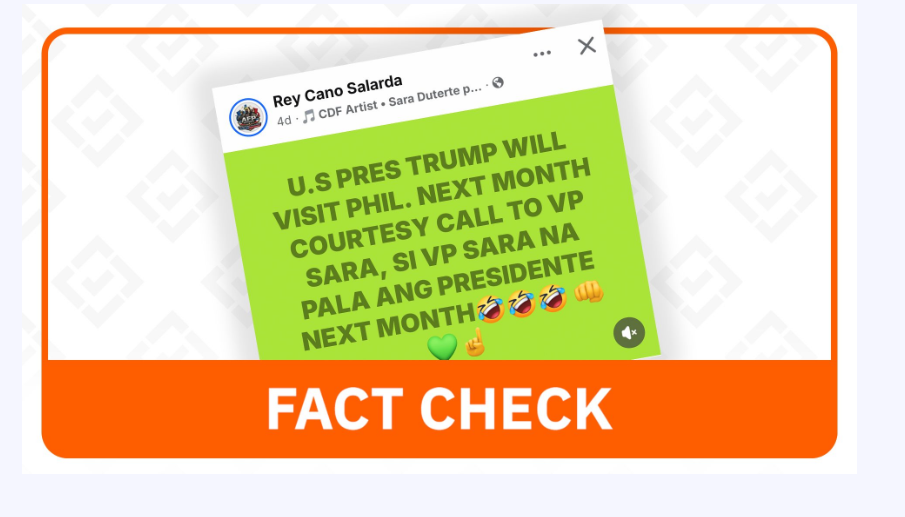 Rey Cano Salarda
4d · CDF Artist • Sara Duterte p... ·
U.S PRES TRUMP WILL
VISIT PHIL. NEXT MONTH
COURTESY CALL TO VP
SARA, SI VP SARA NA
PALA ANG PRESIDENTE
NEXT MONTH🤣🤣🤣👊
💚☝️
FACT CHECK